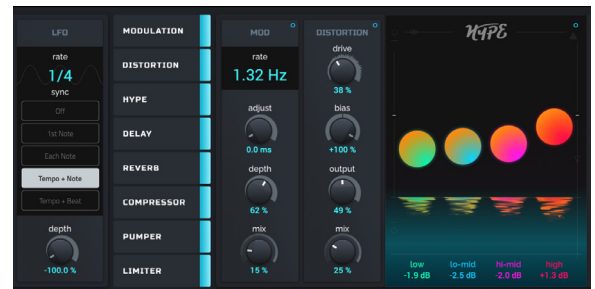 LFO
rate
1/4
sync
Off
1st Note
Each Note
Tempo + Note
Tempo + Beat
depth
-100.0 %
MODULATION
DISTORTION
HYPE
DELAY
REVERB
COMPRESSOR
PUMPER
LIMITER
MOD
rate
1.32 Hz
adjust
0.0 ms
depth
62 %
mix
15 %
DISTORTION
drive
38 %
bias
+100 %
output
49 %
mix
25 %
HYPE
low
-1.9 dB
lo-mid
-2.5 dB
hi-mid
-2.0 dB
high
+1.3 dB